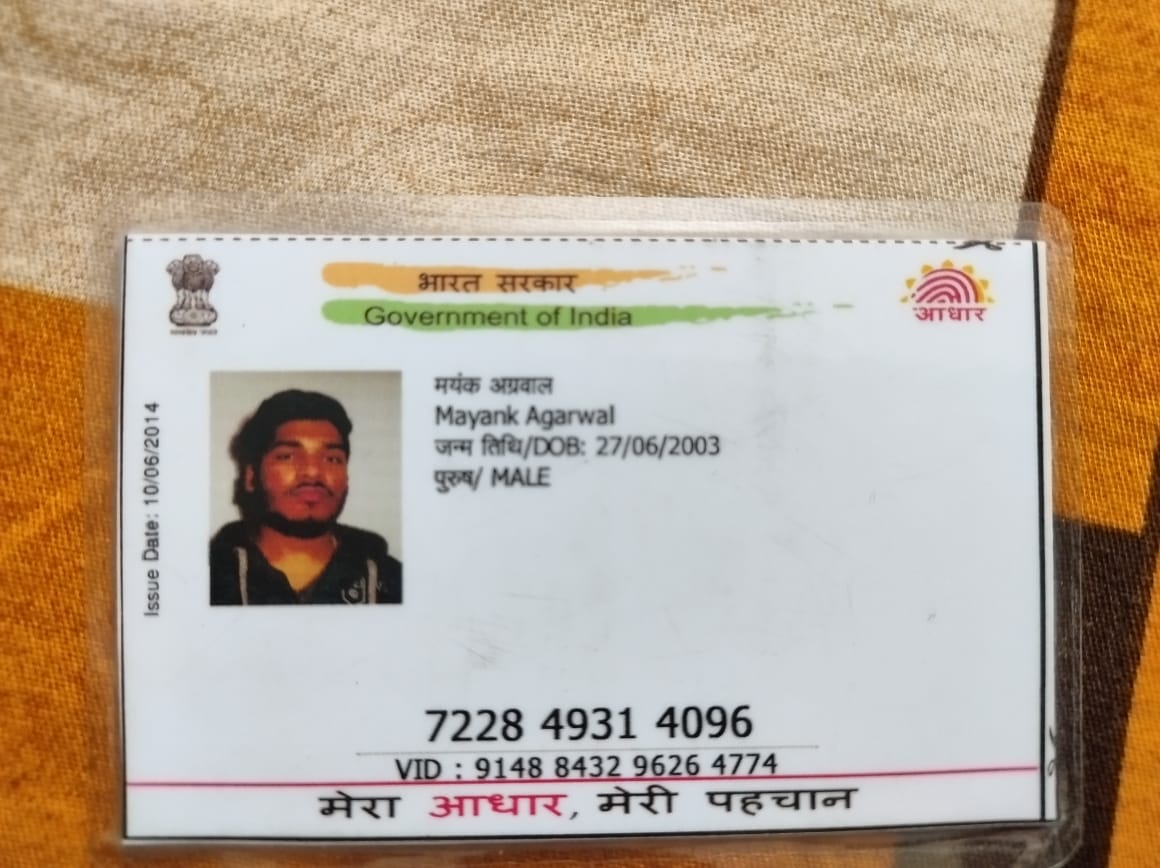 भारत सरकार
Government of India
आधार
Issue Date: 10/06/2014
मयंक अग्रवाल
Mayank Agarwal
जन्म तिथि/DOB: 27/06/2003
पुरुष/ MALE
7228 4931 4096
VID : 9148 8432 9626 4774
मेरा आधार, मेरी पहचान